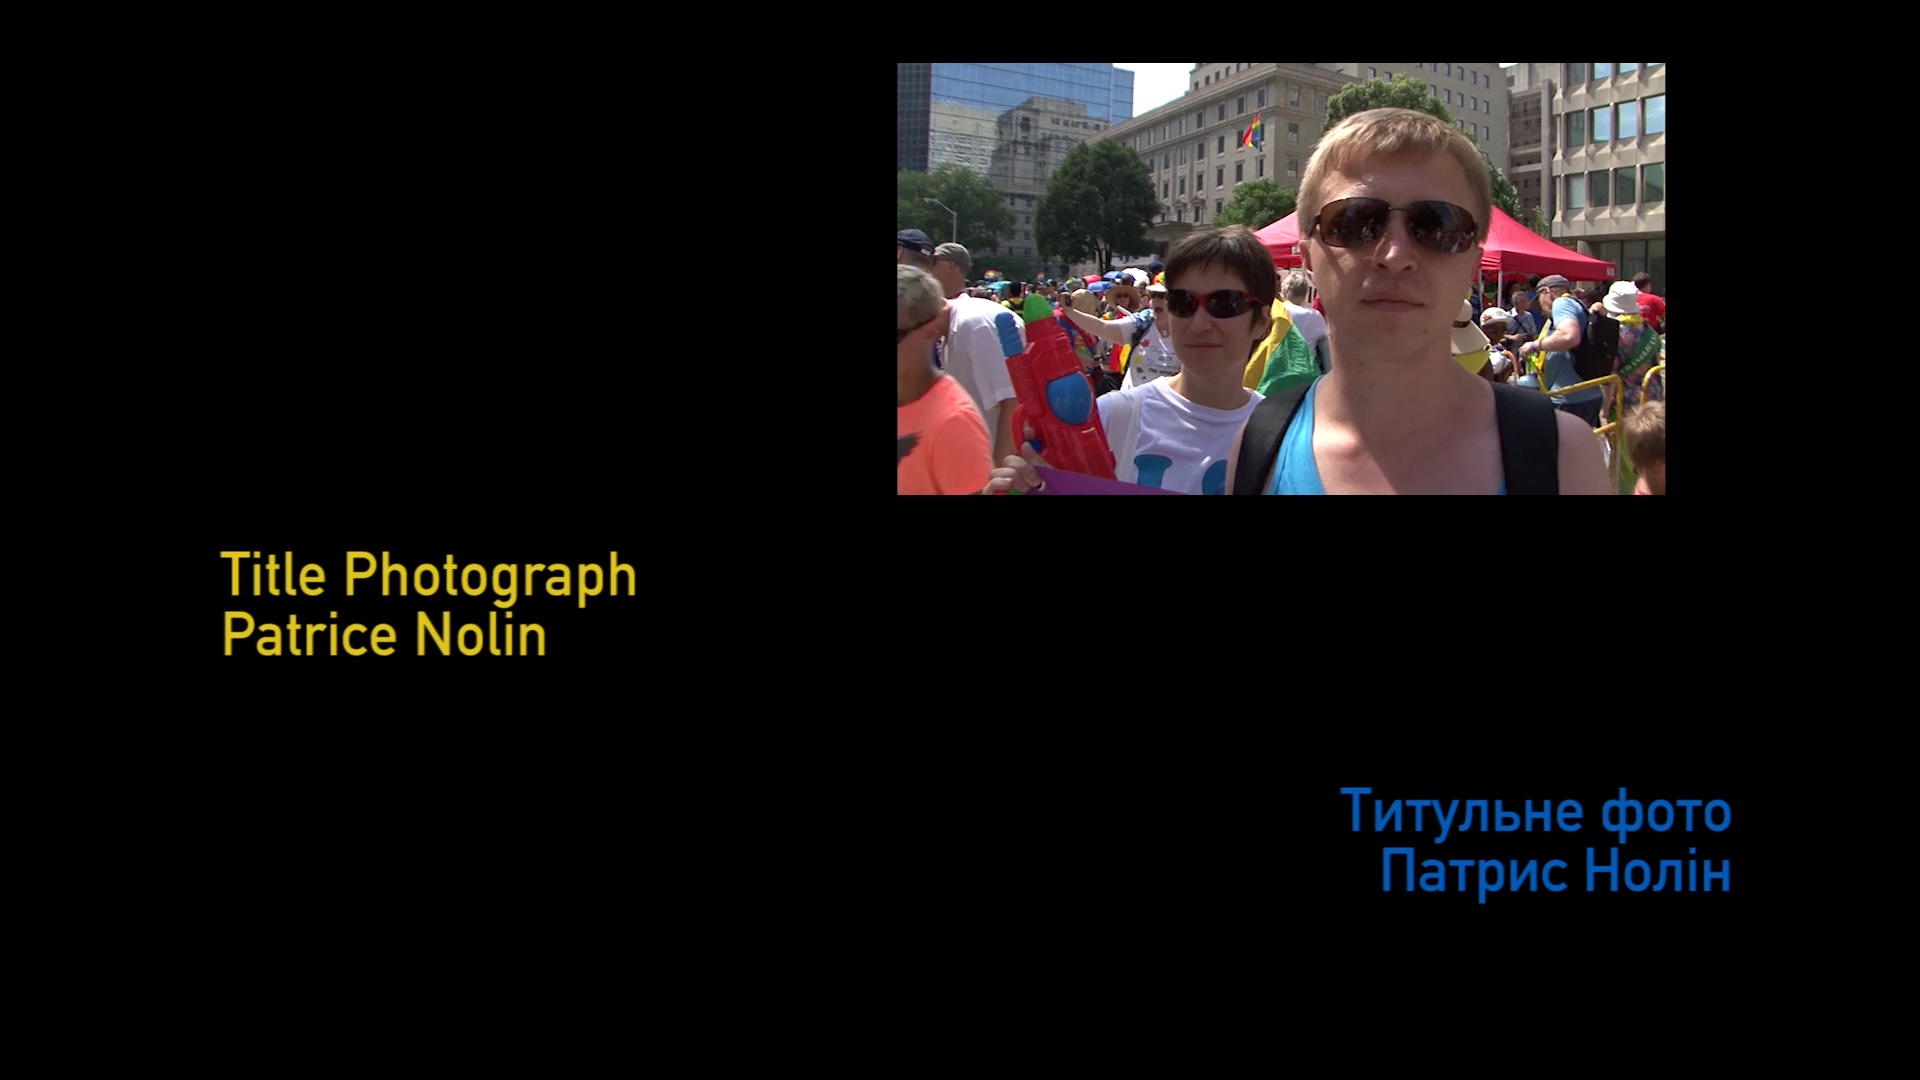 Title Photograph
Patrice Nolin
Титульне фото
Патрис Нолін